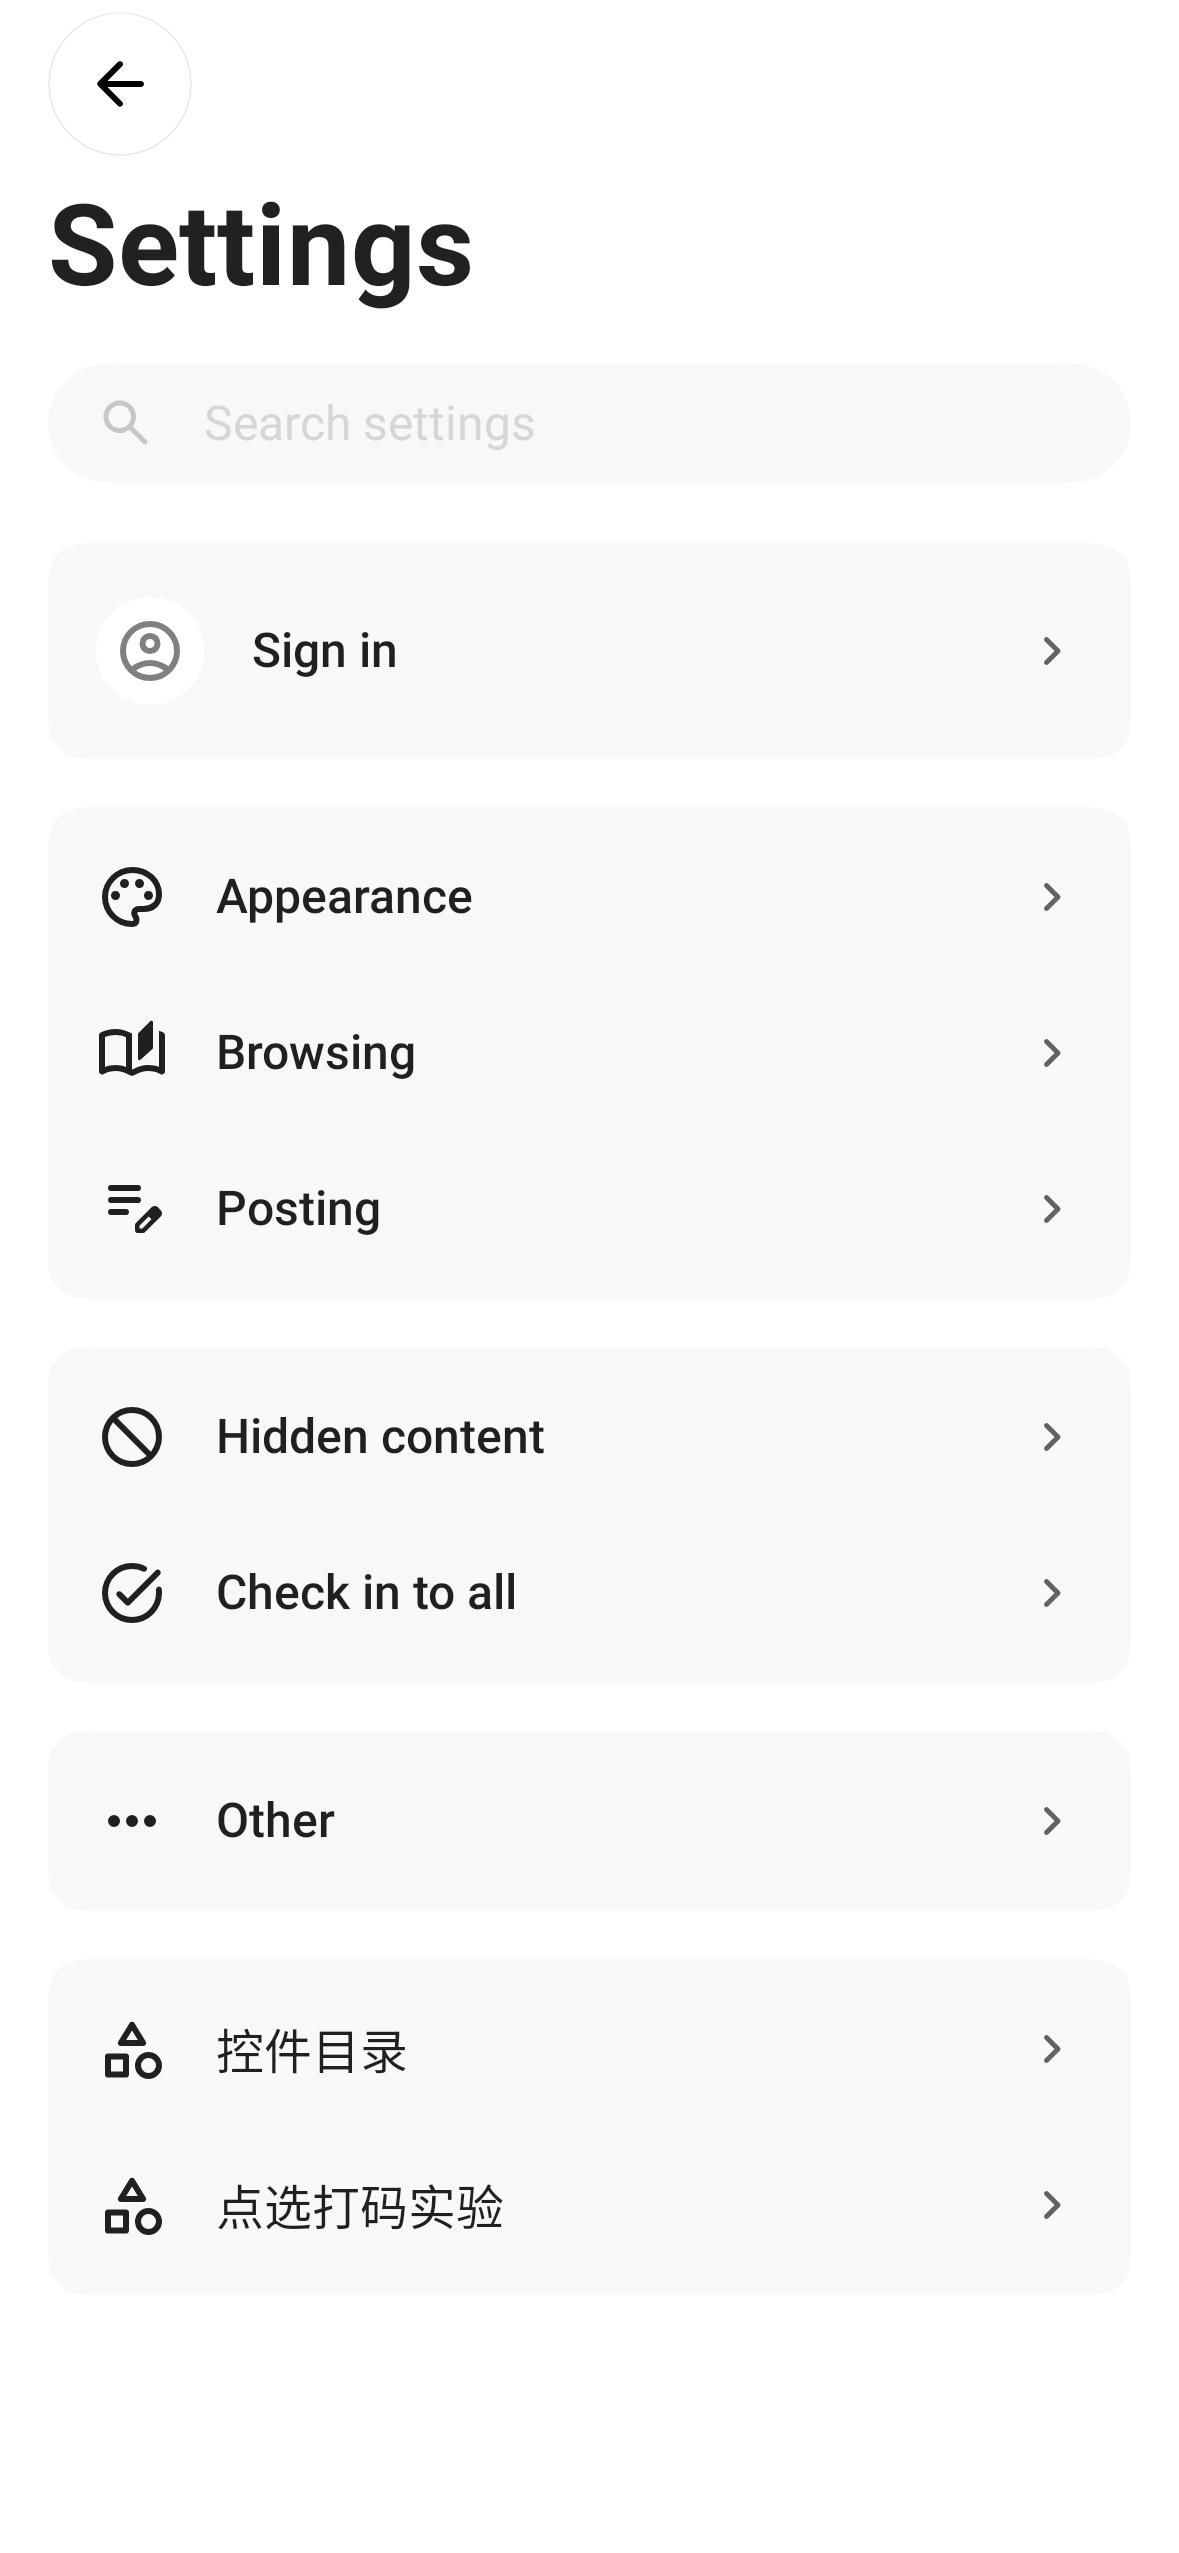 Settings
Search settings
Sign in
Appearance
Browsing
Posting
Hidden content
Check in to all
Other
控件目录
点选打码实验